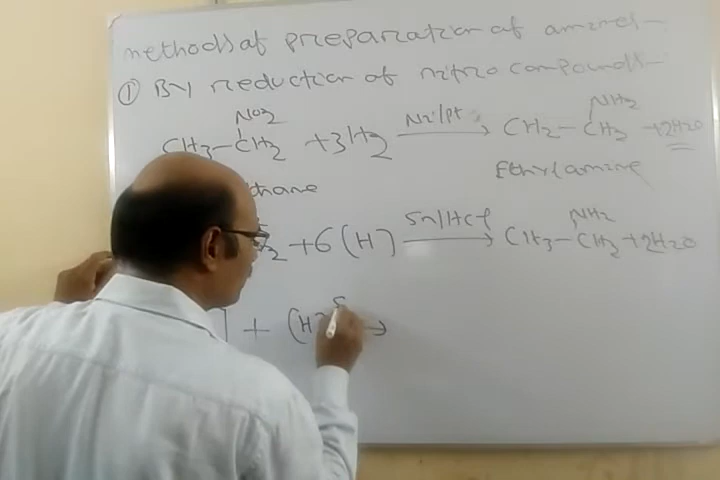 methods of preparation of amines-
① By reduction of nitro compounds-
NO2 NH2
CH3-CH2 +3H2 Ni/Pt → CH2-CH2 +2H2O
thane Ethylamine
Sn/HCl NH2
2 +6(H) → CH3-CH2+2H2O
+ (H) →